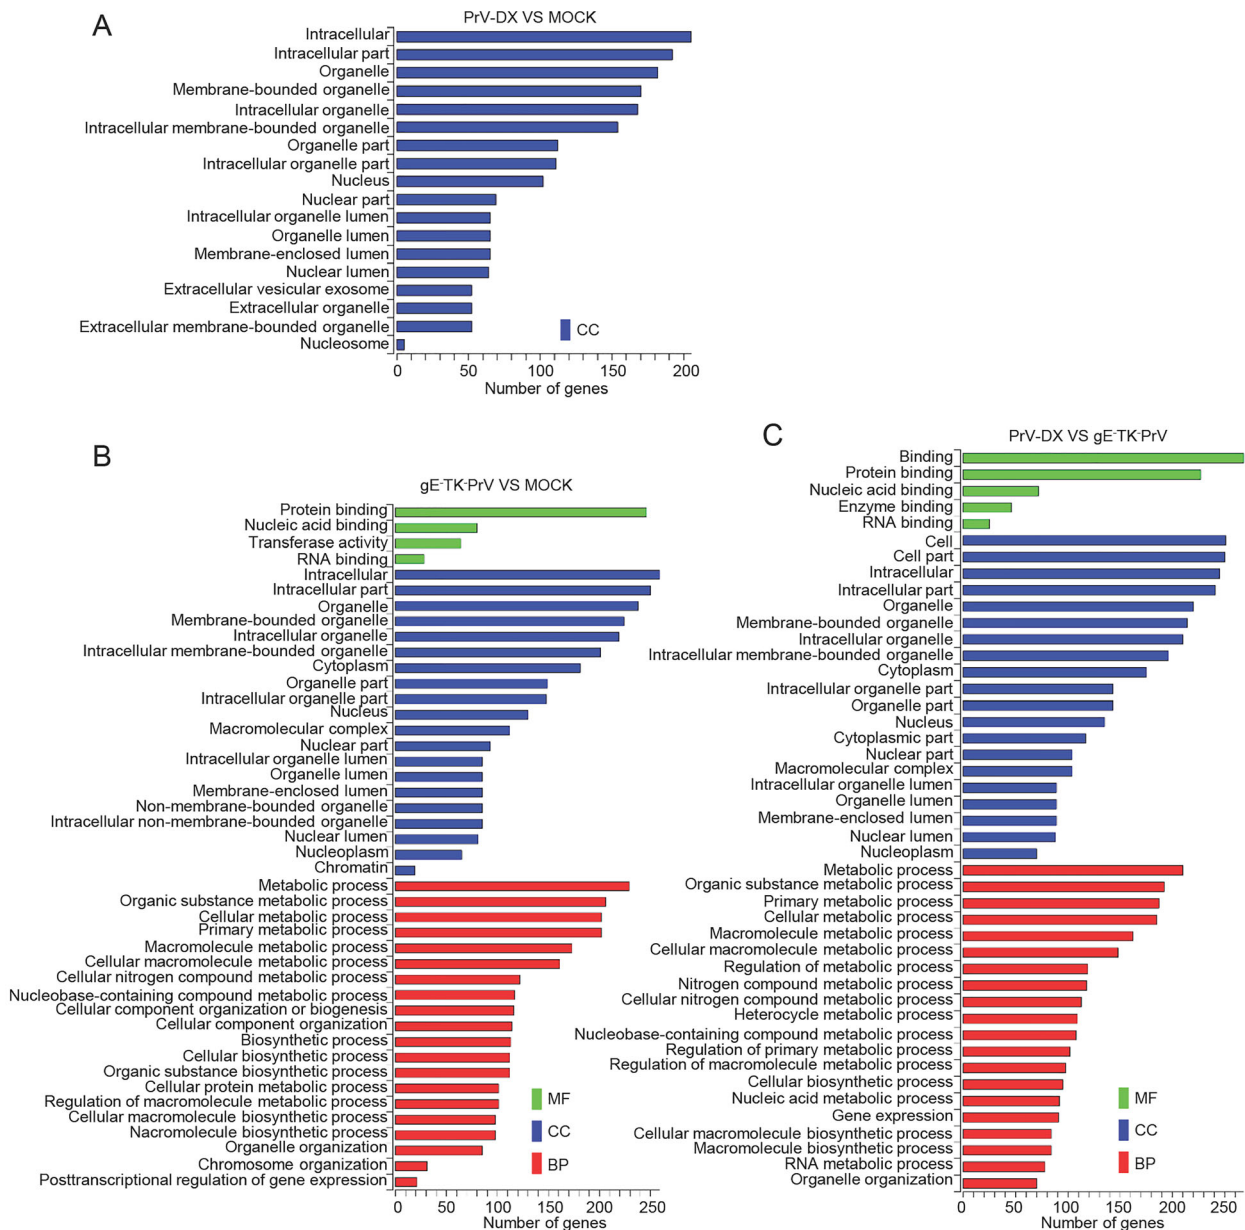 A
PrV-DX VS MOCK
Intracellular
Intracellular part
Organelle
Membrane-bounded organelle
Intracellular organelle
Intracellular membrane-bounded organelle
Organelle part
Intracellular organelle part
Nucleus
Nuclear part
Intracellular organelle lumen
Organelle lumen
Membrane-enclosed lumen
Nuclear lumen
Extracellular vesicular exosome
Extracellular organelle
Extracellular membrane-bounded organelle
Nucleosome
CC
0 50 100 150 200
Number of genes
B
gE-TK-PrV VS MOCK
Protein binding
Nucleic acid binding
Transferase activity
RNA binding
Intracellular
Intracellular part
Organelle
Membrane-bounded organelle
Intracellular organelle
Intracellular membrane-bounded organelle
Cytoplasm
Organelle part
Intracellular organelle part
Nucleus
Macromolecular complex
Nuclear part
Intracellular organelle lumen
Organelle lumen
Membrane-enclosed lumen
Non-membrane-bounded organelle
Intracellular non-membrane-bounded organelle
Nuclear lumen
Nucleoplasm
Chromatin
Metabolic process
Organic substance metabolic process
Cellular metabolic process
Primary metabolic process
Macromolecule metabolic process
Cellular macromolecule metabolic process
Cellular nitrogen compound metabolic process
Nucleobase-containing compound metabolic process
Cellular component organization or biogenesis
Cellular component organization
Biosynthetic process
Cellular biosynthetic process
Organic substance biosynthetic process
Cellular protein metabolic process
Regulation of macromolecule metabolic process
Cellular macromolecule biosynthetic process
Nacromolecule biosynthetic process
Organelle organization
Chromosome organization
Posttranscriptional regulation of gene expression
MF
CC
BP
0 50 100 150 200 250
Number of genes
C
PrV-DX VS gE-TK-PrV
Binding
Protein binding
Nucleic acid binding
Enzyme binding
RNA binding
Cell
Cell part
Intracellular
Intracellular part
Organelle
Membrane-bounded organelle
Intracellular organelle
Intracellular membrane-bounded organelle
Cytoplasm
Intracellular organelle part
Organelle part
Nucleus
Cytoplasmic part
Nuclear part
Macromolecular complex
Intracellular organelle lumen
Organelle lumen
Membrane-enclosed lumen
Nuclear lumen
Nucleoplasm
Metabolic process
Organic substance metabolic process
Primary metabolic process
Cellular metabolic process
Macromolecule metabolic process
Cellular macromolecule metabolic process
Regulation of metabolic process
Nitrogen compound metabolic process
Cellular nitrogen compound metabolic process
Heterocycle metabolic process
Nucleobase-containing compound metabolic process
Regulation of primary metabolic process
Regulation of macromolecule metabolic process
Cellular biosynthetic process
Nucleic acid metabolic process
Gene expression
Cellular macromolecule biosynthetic process
Macromolecule biosynthetic process
RNA metabolic process
Organelle organization
MF
CC
BP
0 50 100 150 200 250
Number of genes